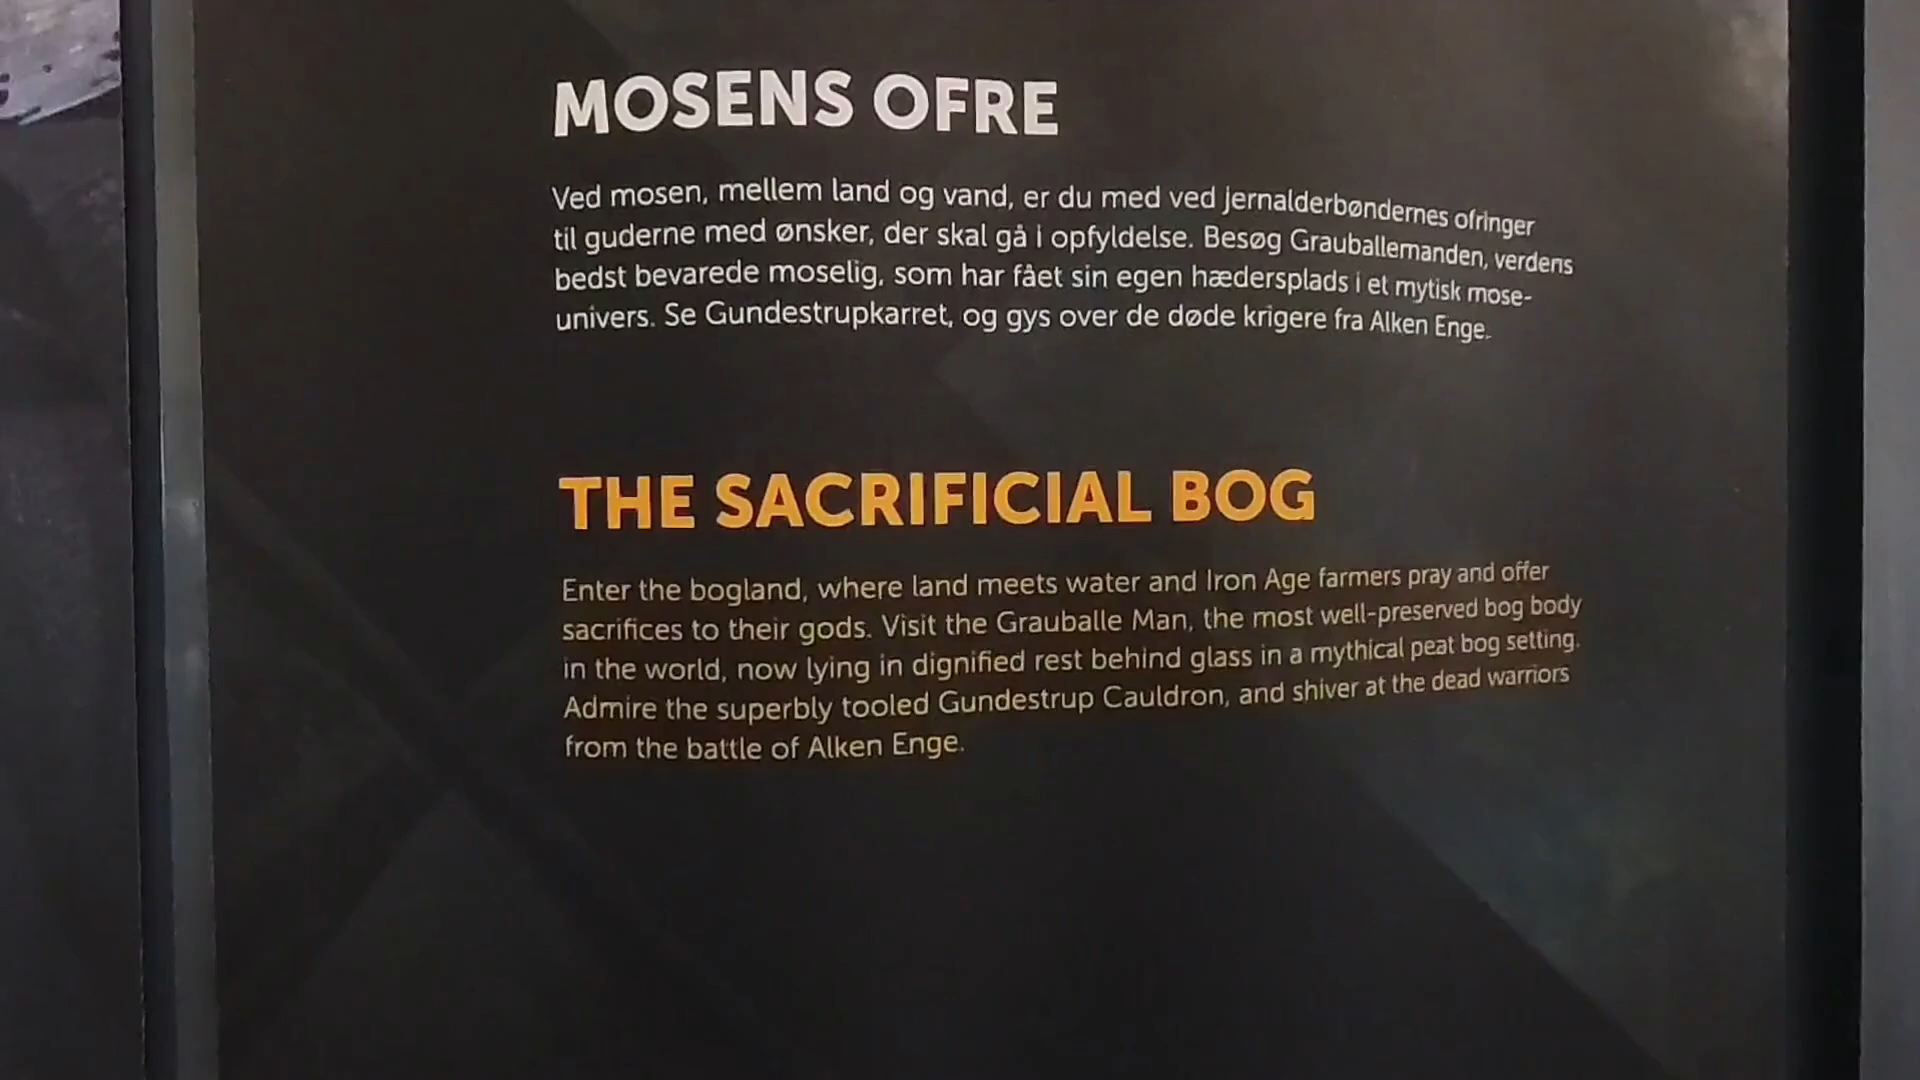 MOSENS OFRE
Ved mosen, mellem land og vand, er du med ved jernalderbøndernes ofringer
til guderne med ønsker, der skal gå i opfyldelse. Besøg Grauballemanden, verdens
bedst bevarede moselig, som har fået sin egen hædersplads i et mytisk mose-
univers. Se Gundestrupkarret, og gys over de døde krigere fra Alken Enge.
THE SACRIFICIAL BOG
Enter the bogland, where land meets water and Iron Age farmers pray and offer
sacrifices to their gods. Visit the Grauballe Man, the most well-preserved bog body
in the world, now lying in dignified rest behind glass in a mythical peat bog setting.
Admire the superbly tooled Gundestrup Cauldron, and shiver at the dead warriors
from the battle of Alken Enge.